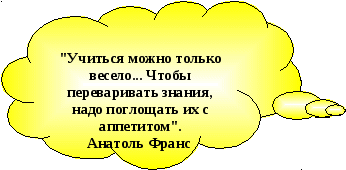 "Учиться можно только
весело... Чтобы
переваривать знания,
надо поглощать их с
аппетитом".
Анатоль Франс